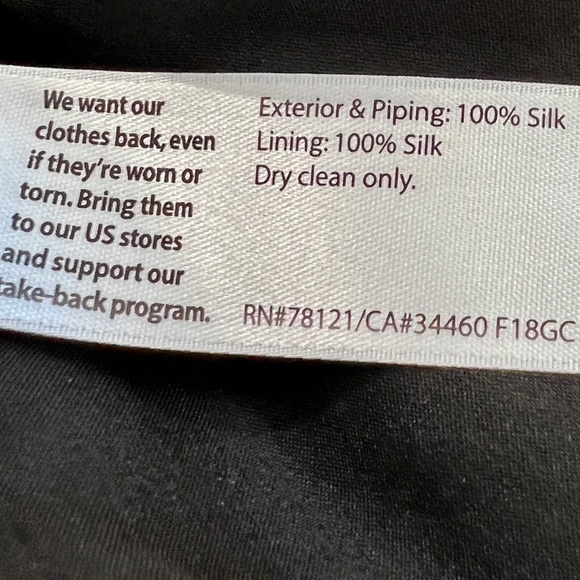 We want our
clothes back, even
if they're worn or
torn. Bring them
to our US stores
and support our
take-back program.
Exterior & Piping: 100% Silk
Lining: 100% Silk
Dry clean only.
RN#78121/CA#34460 F18GC